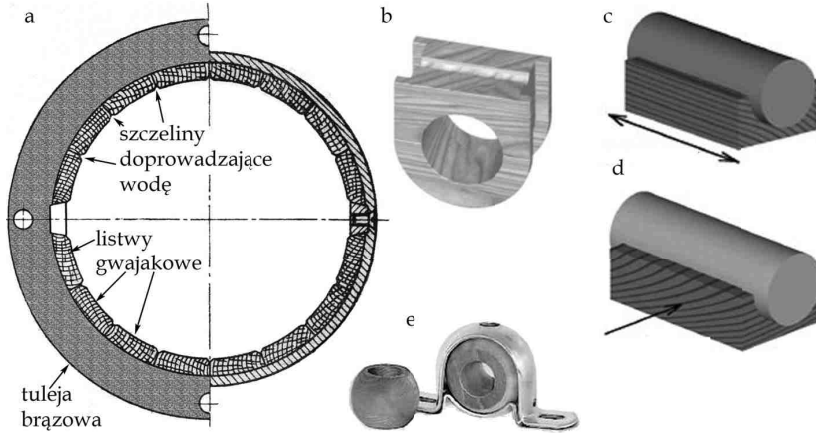 a
szczeliny
doprowadzające
wodę
listwy
gwajakowe
tuleja
brązowa
b
c
d
e